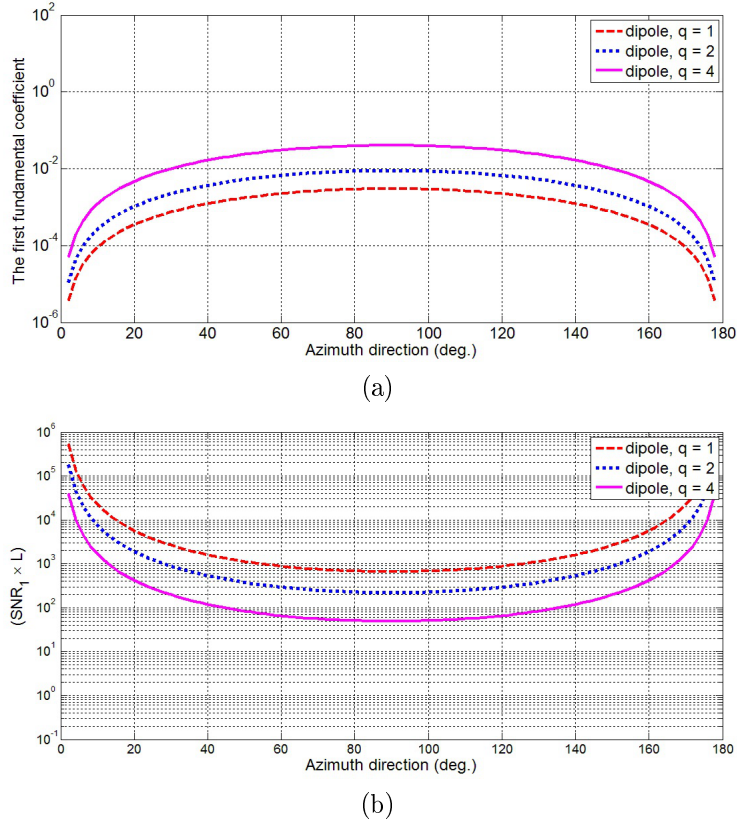 10^2
10^0
10^-2
10^-4
10^-6
The first fundamental coefficient
dipole, q = 1
dipole, q = 2
dipole, q = 4
0 20 40 60 80 100 120 140 160 180
Azimuth direction (deg.)
(a)
10^6
10^5
10^4
10^3
10^2
10^1
10^0
10^-1
(SNR_1 × L)
dipole, q = 1
dipole, q = 2
dipole, q = 4
0 20 40 60 80 100 120 140 160 180
Azimuth direction (deg.)
(b)